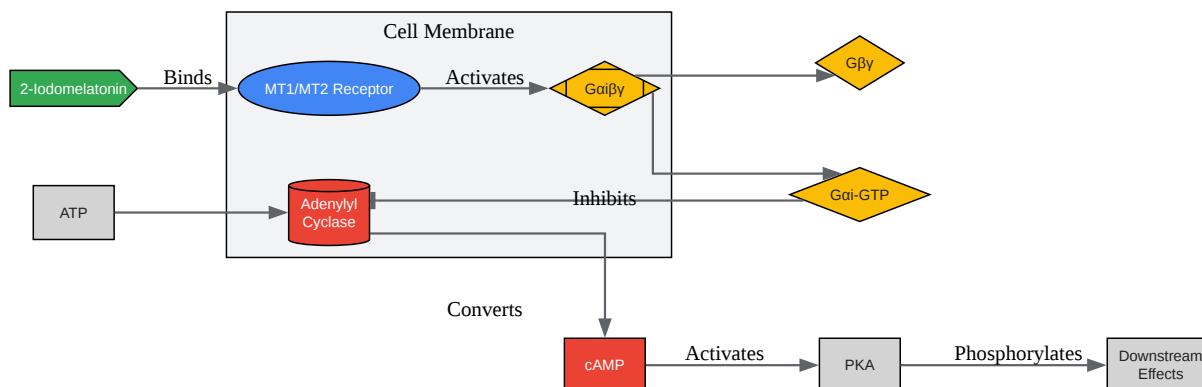 Cell Membrane
2-Iodomelatonin
Binds
MT1/MT2 Receptor
Activates
Gαiβγ
Gβγ
ATP
Adenylyl
Cyclase
Inhibits
Gαi-GTP
Converts
cAMP
Activates
PKA
Phosphorylates
Downstream
Effects